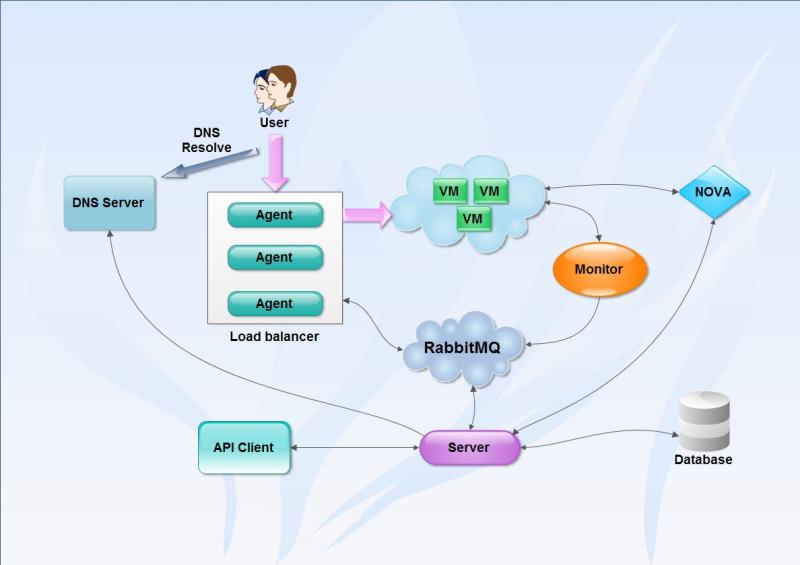 User
DNS
Resolve
DNS Server
Agent
Agent
Agent
Load balancer
VM
VM
VM
NOVA
Monitor
RabbitMQ
API Client
Server
Database